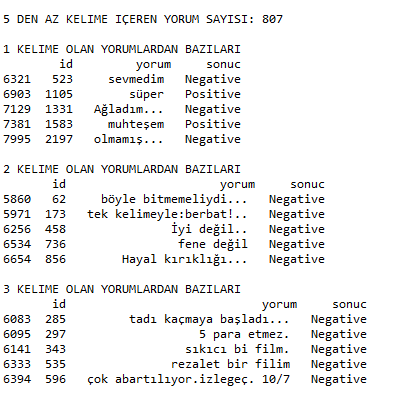 5 DEN AZ KELIME IÇEREN YORUM SAYISI: 807
1 KELIME OLAN YORUMLARDAN BAZILARI
id yorum sonuc
6321 523 sevmedim Negative
6903 1105 süper Positive
7129 1331 Ağladım... Negative
7381 1583 muhteşem Positive
7995 2197 olmamış... Negative
2 KELIME OLAN YORUMLARDAN BAZILARI
id yorum sonuc
5860 62 böyle bitmemeliydi... Negative
5971 173 tek kelimeyle:berbat!.. Negative
6256 458 İyi değil.. Negative
6534 736 fene değil Negative
6654 856 Hayal kırıklığı... Negative
3 KELIME OLAN YORUMLARDAN BAZILARI
id yorum sonuc
6083 285 tadı kaçmaya başladı... Negative
6095 297 5 para etmez. Negative
6141 343 sıkıcı bi film. Negative
6333 535 rezalet bir filim Negative
6394 596 çok abartılıyor.izlegeç. 10/7 Negative